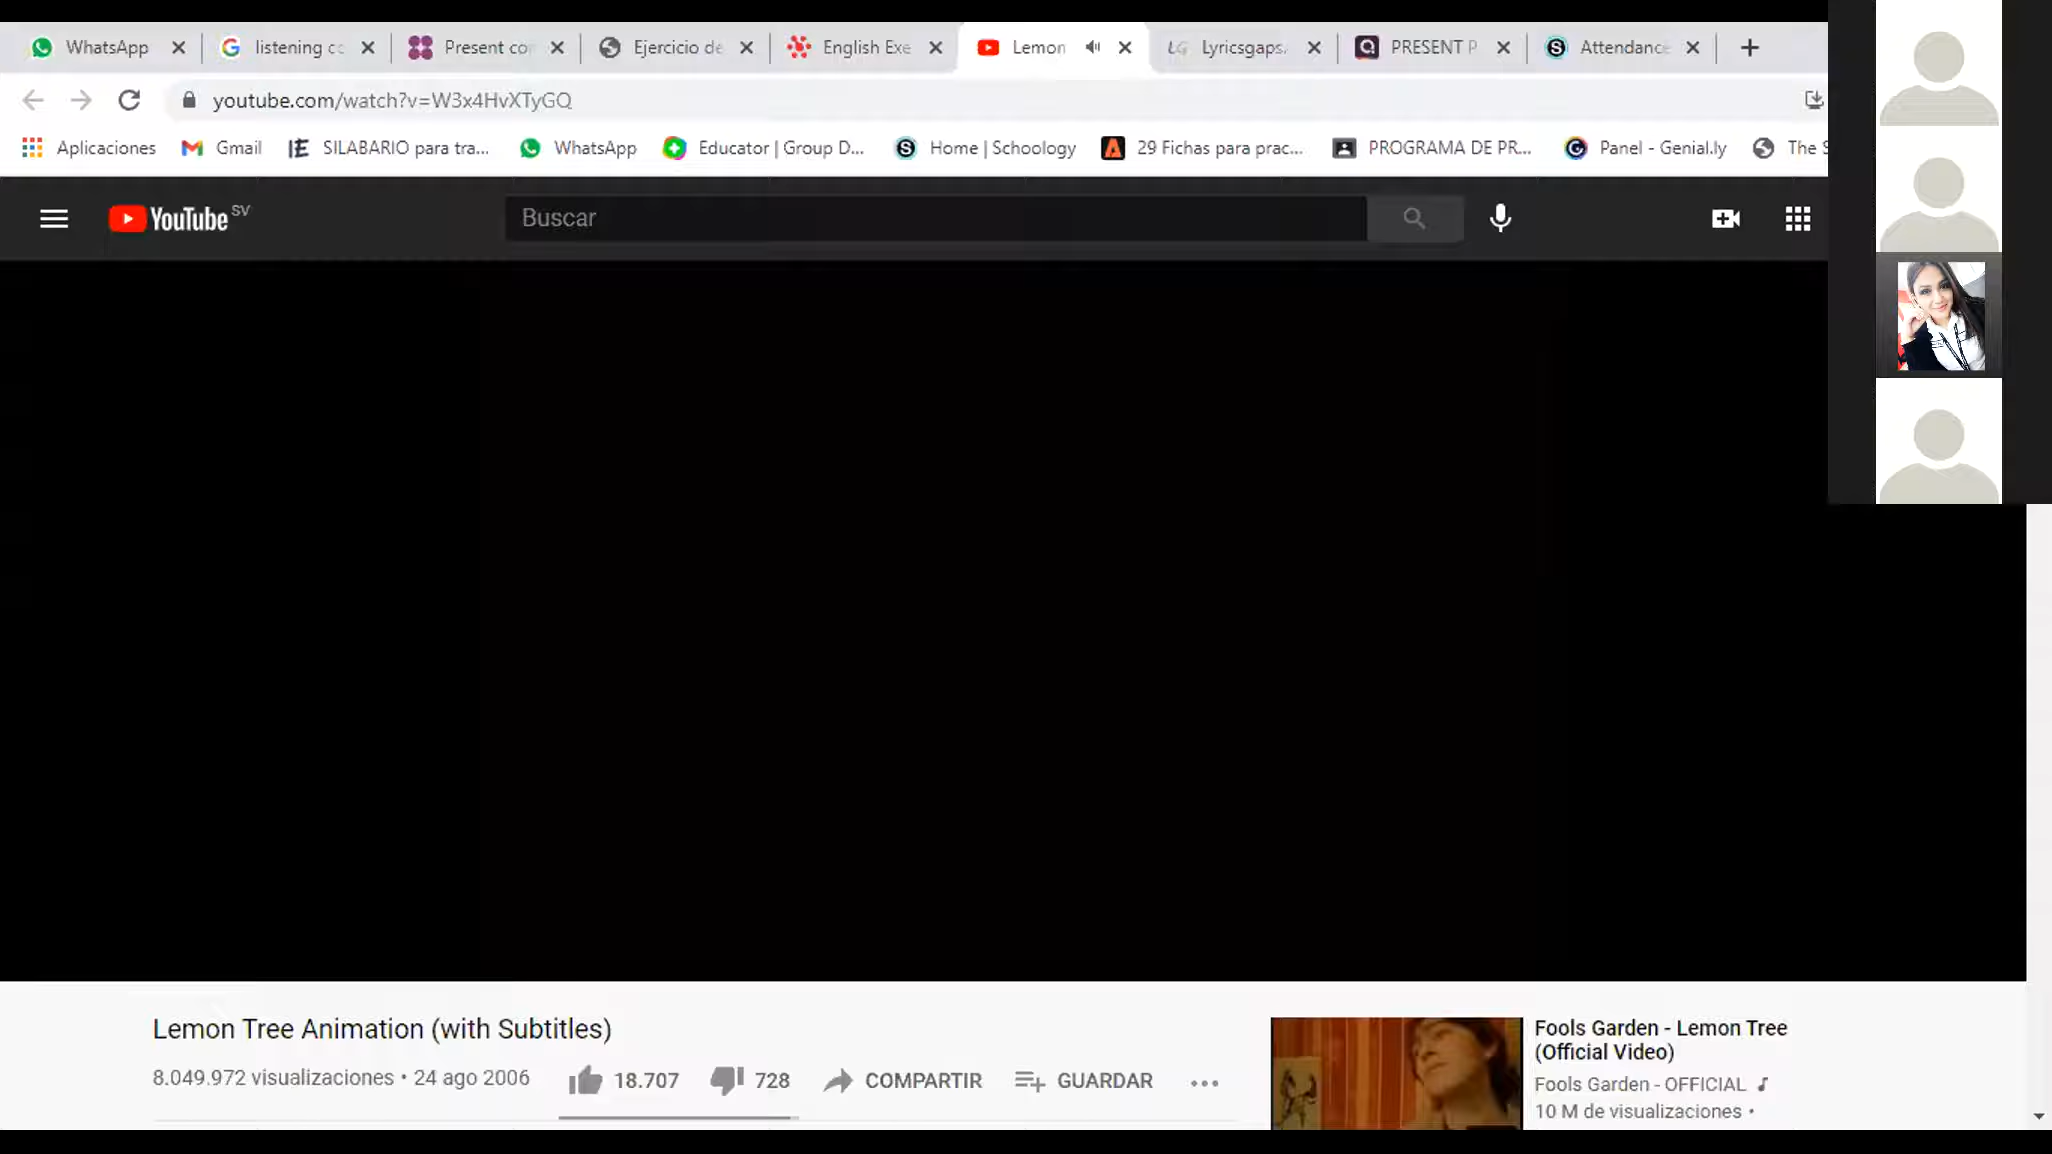 WhatsApp
listening cc
Present co
Ejercicio de
English Exe
Lemon
LG Lyricsgaps.
PRESENT P
Attendance
youtube.com/watch?v=W3x4HvXTyGQ
Aplicaciones
Gmail
SILABARIO para tra...
WhatsApp
Educator | Group D...
Home | Schoology
29 Fichas para prac...
PROGRAMA DE PR...
Panel - Genial.ly
The S
YouTube SV
Buscar
Lemon Tree Animation (with Subtitles)
8.049.972 visualizaciones • 24 ago 2006
18.707
728
COMPARTIR
GUARDAR
Fools Garden - Lemon Tree
(Official Video)
Fools Garden - OFFICIAL
10 M de visualizaciones •